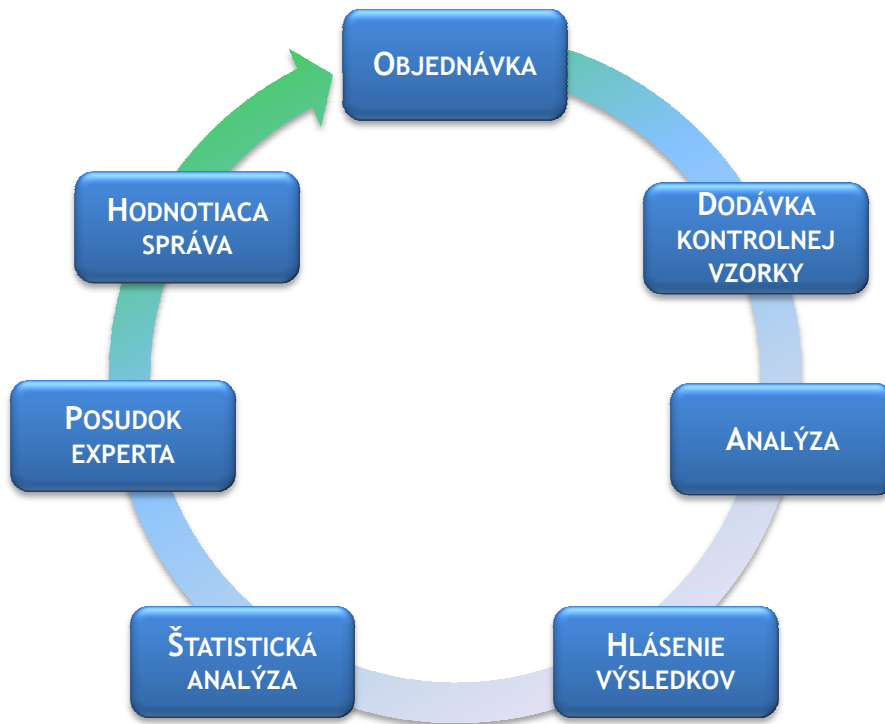 Objednávka
Dodávka
kontrolnej
vzorky
Analýza
Hlásenie
výsledkov
Štatistická
analýza
Posudok
experta
Hodnotiaca
správa